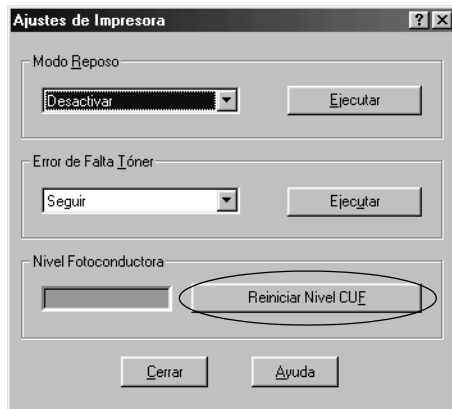 Ajustes de Impresora
Modo Reposo
Desactivar
Ejecutar
Error de Falta Tóner
Seguir
Ejecutar
Nivel Fotoconductora
Reiniciar Nivel CUF
Cerrar
Ayuda